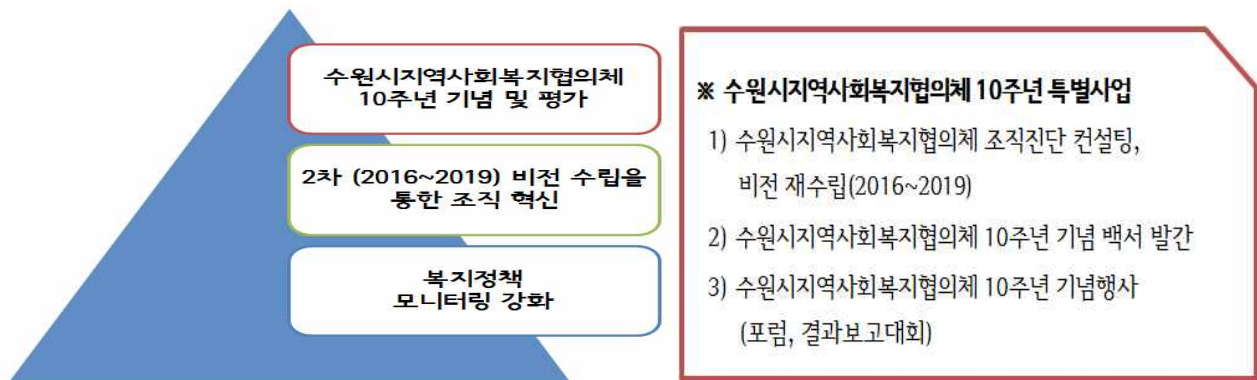 수원시지역사회복지협의체
10주년 기념 및 평가
2차 (2016~2019) 비전 수립을
통한 조직 혁신
복지정책
모니터링 강화
※ 수원시지역사회복지협의체 10주년 특별사업
1) 수원시지역사회복지협의체 조직진단 컨설팅,
비전 재수립(2016~2019)
2) 수원시지역사회복지협의체 10주년 기념 백서 발간
3) 수원시지역사회복지협의체 10주년 기념행사
(포럼, 결과보고대회)